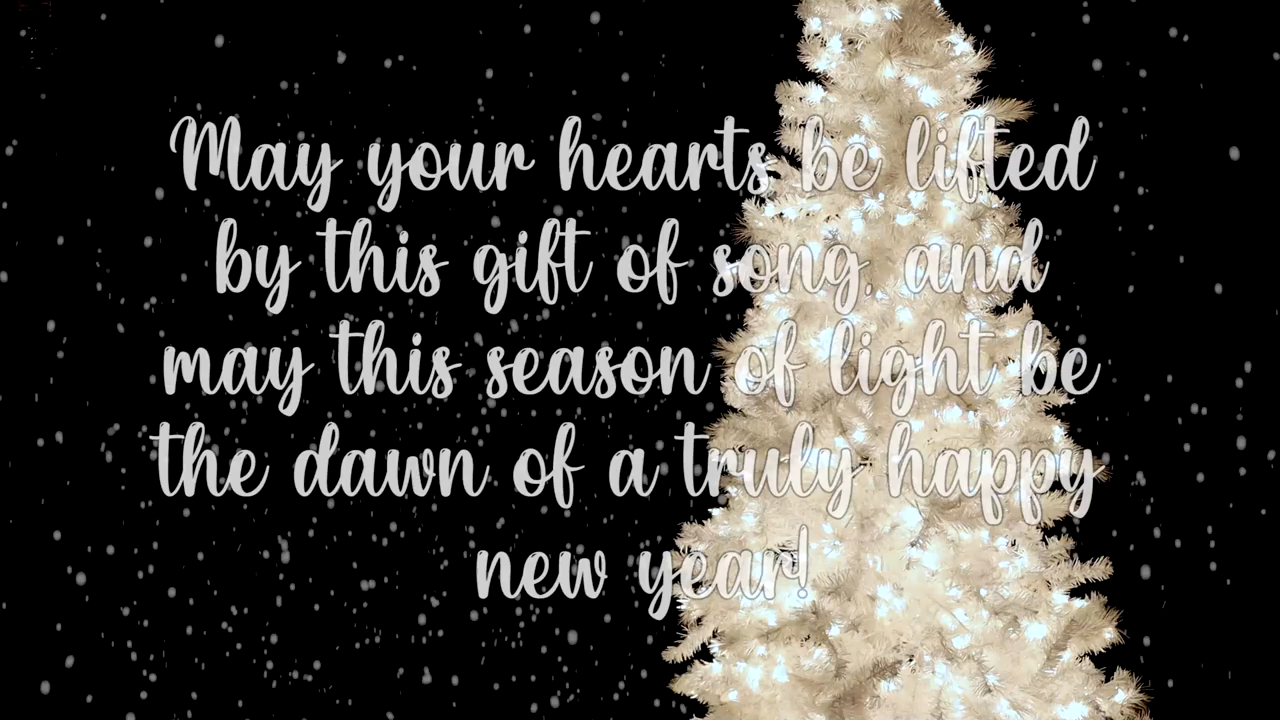 May your hearts be lifted
by this gift of song, and
may this season of light be
the dawn of a truly happy
new year!